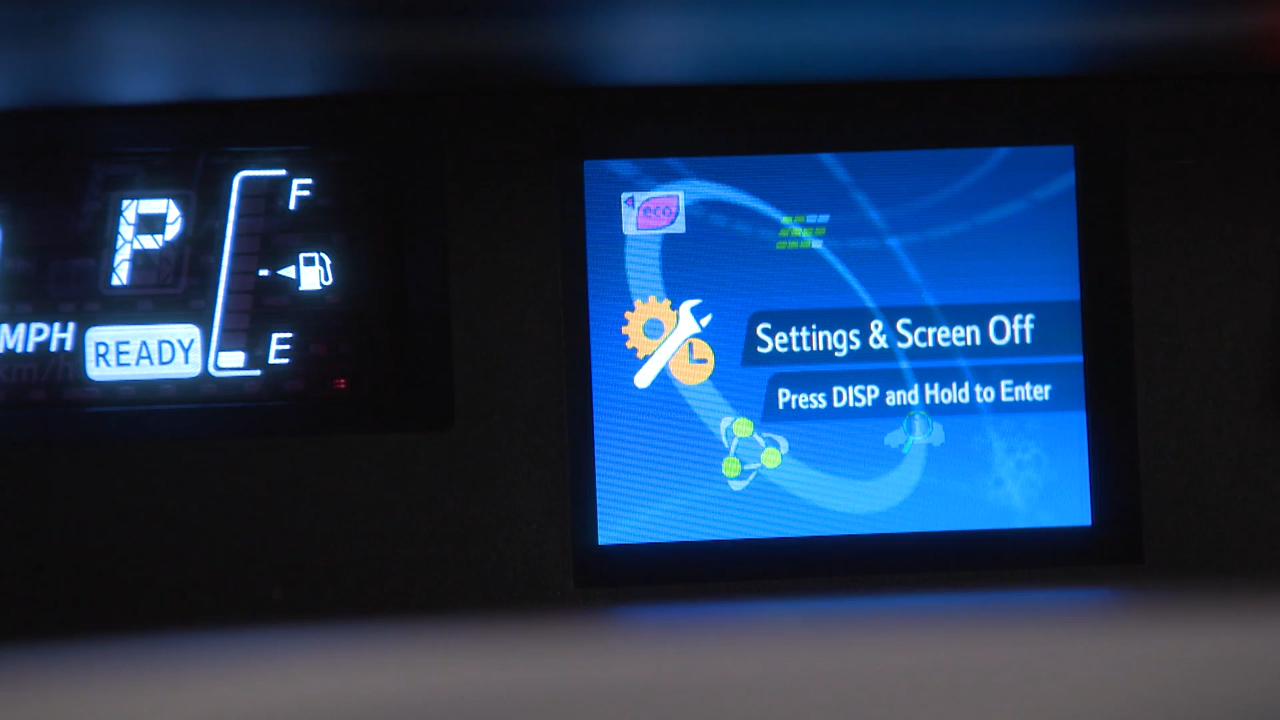 P
F
MPH
km/h
READY
E
eco
Settings & Screen Off
Press DISP and Hold to Enter
i